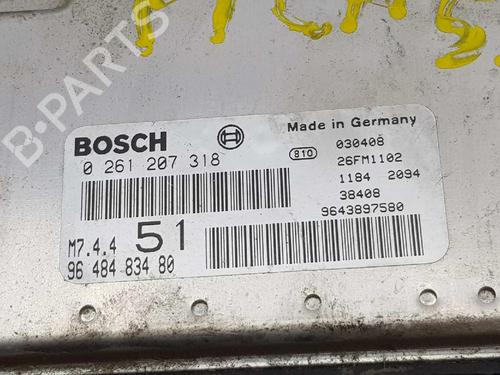 BOSCH
Made in Germany
0 261 207 318
810
030408
26FM1102
1184 2094
38408
9643897580
M7.4.4 51
96 484 834 80
B-PARTS